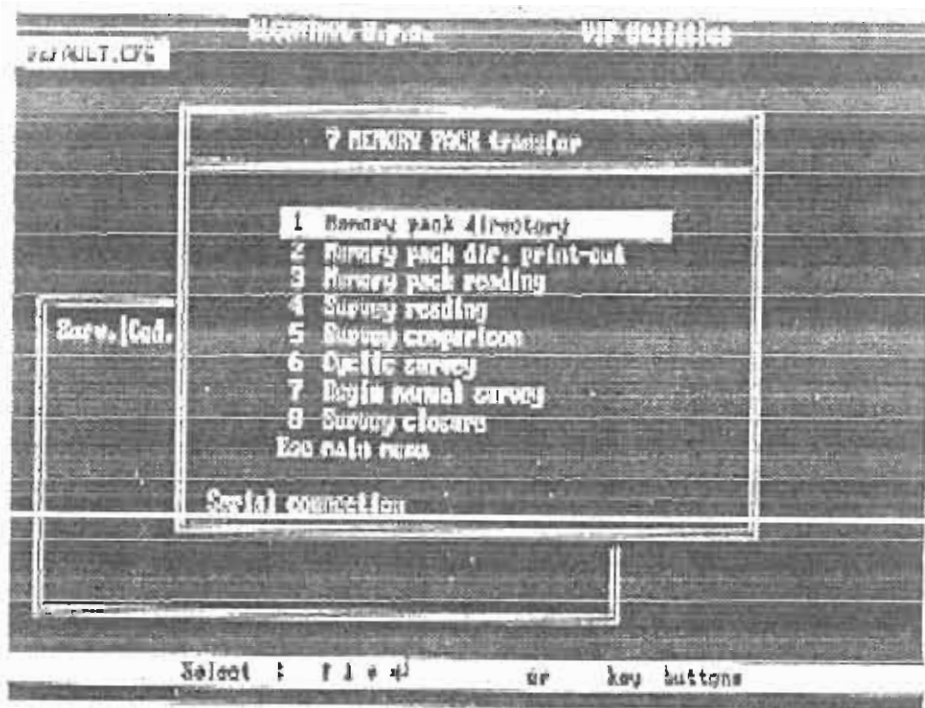 VIP Utilities
DEFAULT.CFG
7 MEMORY PACK transfer
1 Memory pack directory
2 Memory pack dir. print-out
3 Memory pack reading
4 Survey reading
5 Survey comparison
6 Cyclic survey
7 Begin normal survey
8 Survey closure
Esc main menu
Surv.|Cod.
Serial connection
Select : or key buttons